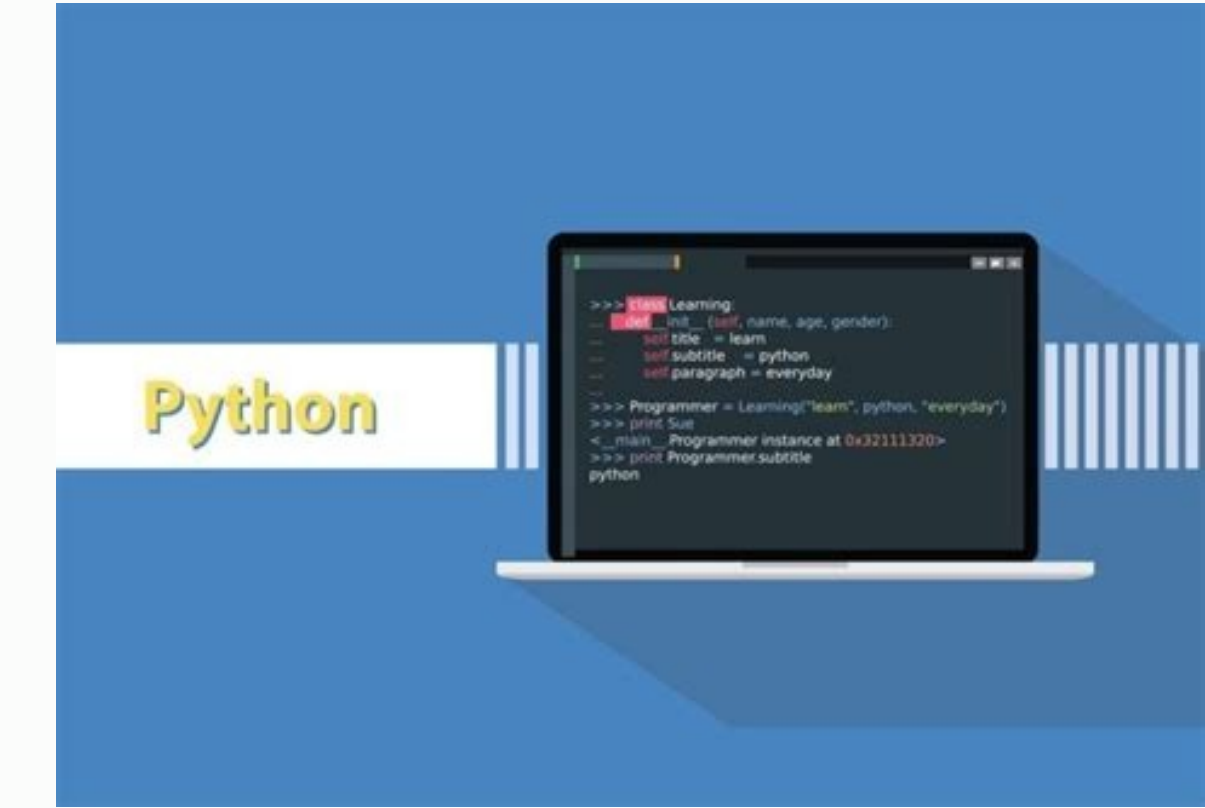 Python
>>> class Learning:
... def __init__ (self, name, age, gender):
... self.title = learn
... self.subtitle = python
... self.paragraph = everyday
...
>>> Programmer = Learning("learn", python, "everyday")
>>> print Sue
<__main__.Programmer instance at 0x32111320>
>>> print Programmer.subtitle
python